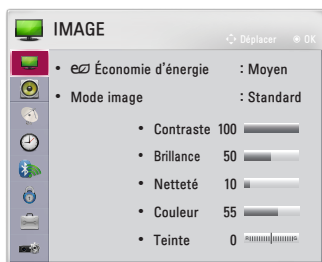 IMAGE
Déplacer OK
• Économie d'énergie : Moyen
• Mode image : Standard
• Contraste 100
• Brillance 50
• Netteté 10
• Couleur 55
• Teinte 0